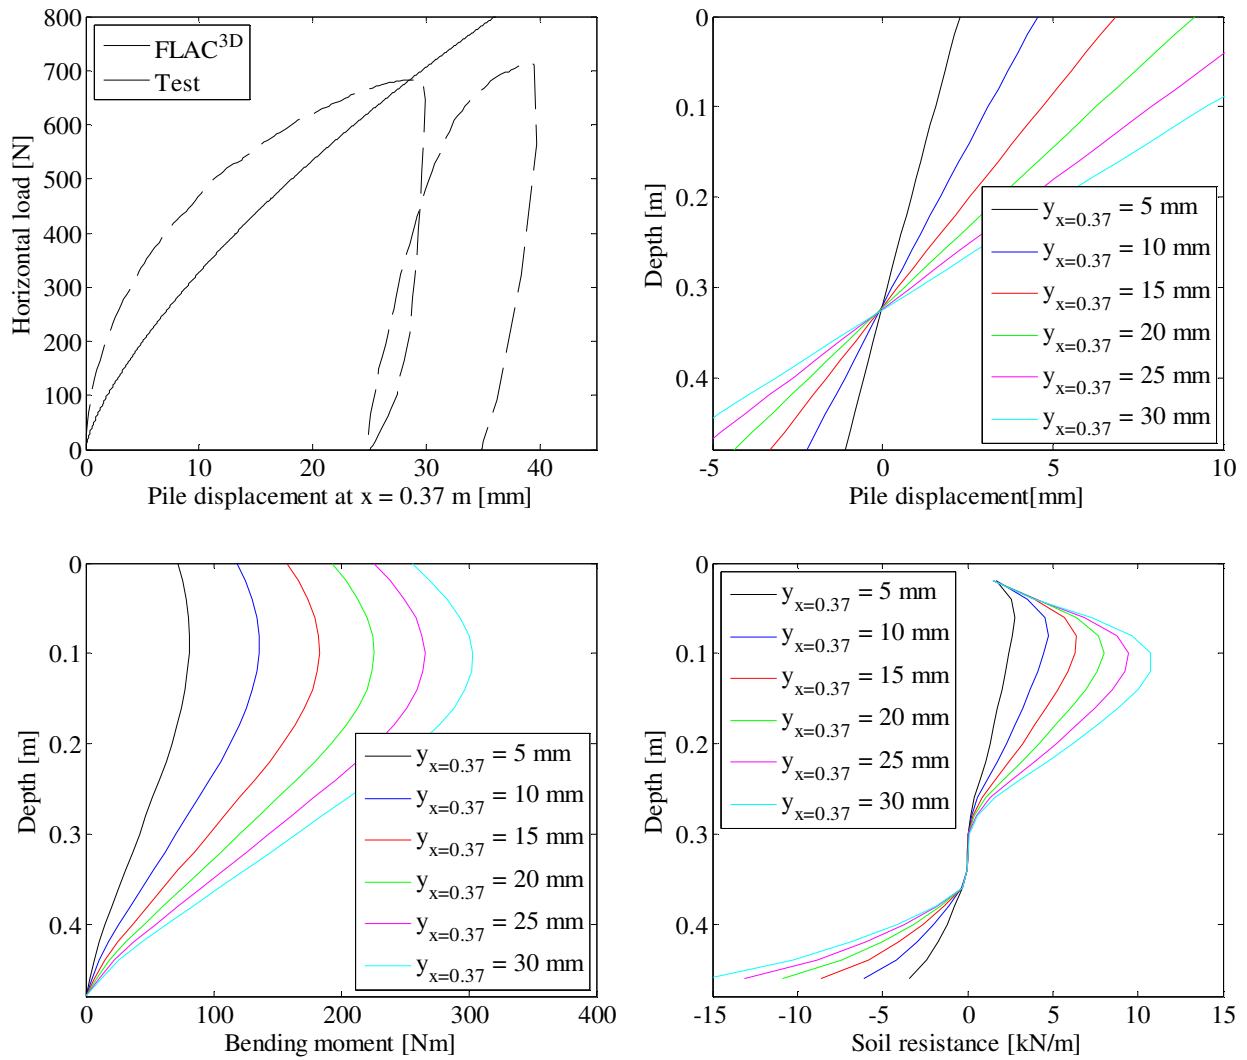 800
700
600
500
400
300
200
100
0
Horizontal load [N]
FLAC3D
Test
0 10 20 30 40
Pile displacement at x = 0.37 m [mm]
0
0.1
0.2
0.3
0.4
Depth [m]
yx=0.37 = 5 mm
yx=0.37 = 10 mm
yx=0.37 = 15 mm
yx=0.37 = 20 mm
yx=0.37 = 25 mm
yx=0.37 = 30 mm
-5 0 5 10
Pile displacement[mm]
0
0.1
0.2
0.3
0.4
Depth [m]
yx=0.37 = 5 mm
yx=0.37 = 10 mm
yx=0.37 = 15 mm
yx=0.37 = 20 mm
yx=0.37 = 25 mm
yx=0.37 = 30 mm
0 100 200 300 400
Bending moment [Nm]
0
0.1
0.2
0.3
0.4
Depth [m]
yx=0.37 = 5 mm
yx=0.37 = 10 mm
yx=0.37 = 15 mm
yx=0.37 = 20 mm
yx=0.37 = 25 mm
yx=0.37 = 30 mm
-15 -10 -5 0 5 10 15
Soil resistance [kN/m]